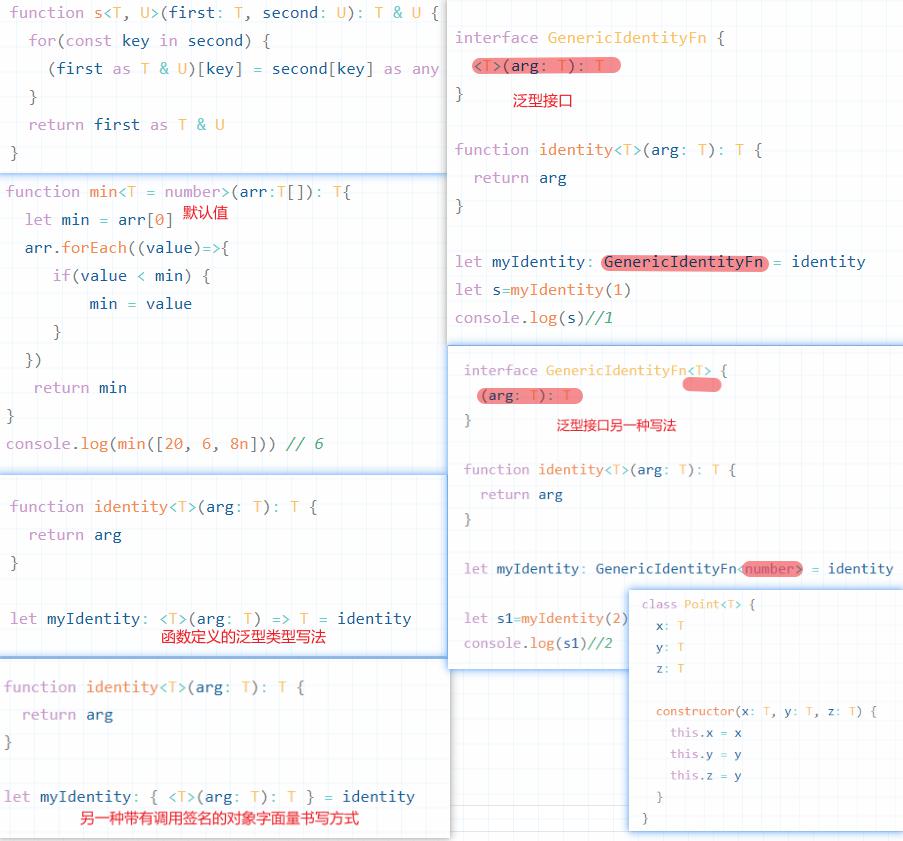 function s<T, U>(first: T, second: U): T & U {
for(const key in second) {
(first as T & U)[key] = second[key] as any
}
return first as T & U
}
function min<T = number>(arr:T[]): T{
默认值
let min = arr[0]
arr.forEach((value)=>{
if(value < min) {
min = value
}
})
return min
}
console.log(min([20, 6, 8n])) // 6
function identity<T>(arg: T): T {
return arg
}
let myIdentity: <T>(arg: T) => T = identity
函数定义的泛型类型写法
function identity<T>(arg: T): T {
return arg
}
let myIdentity: { <T>(arg: T): T } = identity
另一种带有调用签名的对象字面量书写方式
interface GenericIdentityFn {
<T>(arg: T): T
}
泛型接口
function identity<T>(arg: T): T {
return arg
}
let myIdentity: GenericIdentityFn = identity
let s=myIdentity(1)
console.log(s)//1
interface GenericIdentityFn<T> {
(arg: T): T
}
泛型接口另一种写法
function identity<T>(arg: T): T {
return arg
}
let myIdentity: GenericIdentityFn<number> = identity
let s1=myIdentity(2)
console.log(s1)//2
class Point<T> {
x: T
y: T
z: T
constructor(x: T, y: T, z: T) {
this.x = x
this.y = y
this.z = y
}
}